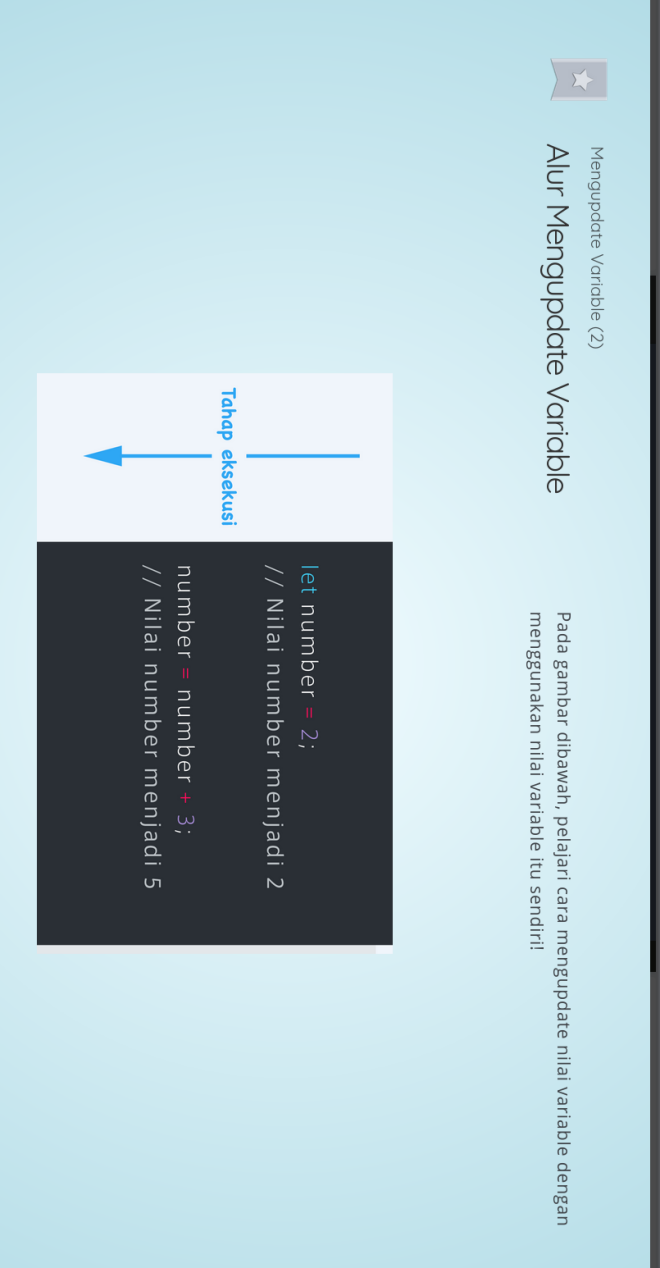 Mengupdate Variable (2)
Alur Mengupdate Variable
Pada gambar dibawah, pelajari cara mengupdate nilai variable dengan
menggunakan nilai variable itu sendiri!
Tahap eksekusi
let number = 2;
// Nilai number menjadi 2
number = number + 3;
// Nilai number menjadi 5